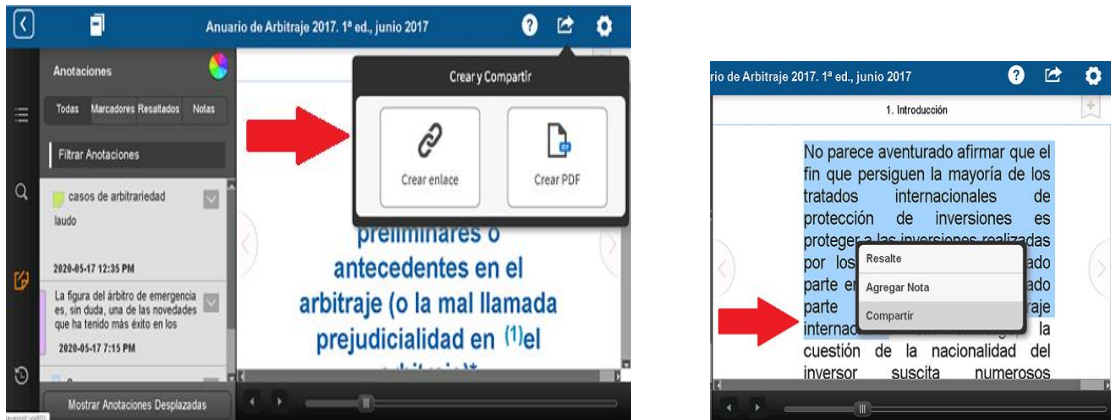 Anuario de Arbitraje 2017. 1ª ed., junio 2017
?
Anotaciones
Todas Marcadores Resaltados Notas
Filtrar Anotaciones
casos de arbitrariedad
laudo
2020-05-17 12:35 PM
La figura del árbitro de emergencia
es, sin duda, una de las novedades
que ha tenido más éxito en los
2020-05-17 7:15 PM
Mostrar Anotaciones Desplazadas
Crear y Compartir
Crear enlace
Crear PDF
preliminares o
antecedentes en el
arbitraje (o la mal llamada
prejudicialidad en (1)el
rio de Arbitraje 2017. 1ª ed., junio 2017
?
1. Introducción
No parece aventurado afirmar que el
fin que persiguen la mayoría de los
tratados internacionales de
protección de inversiones es
proteger a las inversiones realizadas
por los ado
parte en ado
parte aje
internac la
cuestión de la nacionalidad del
inversor suscita numerosos
Resalte
Agregar Nota
Compartir